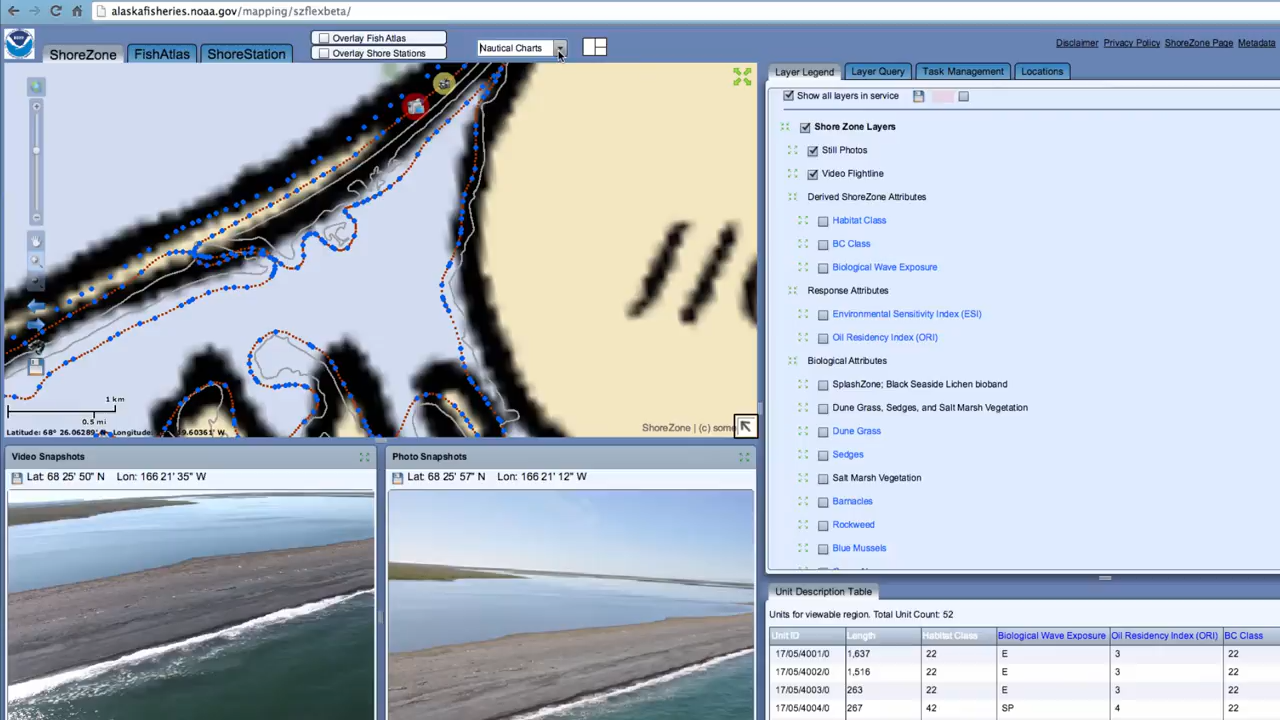 alaskafisheries.noaa.gov/mapping/szflexbeta/
ShoreZone FishAtlas ShoreStation
Overlay Fish Atlas
Overlay Shore Stations
Nautical Charts
Disclaimer Privacy Policy ShoreZone Page Metadata
Layer Legend Layer Query Task Management Locations
Show all layers in service
Shore Zone Layers
Still Photos
Video Flightline
Derived ShoreZone Attributes
Habitat Class
BC Class
Biological Wave Exposure
Response Attributes
Environmental Sensitivity Index (ESI)
Oil Residency Index (ORI)
Biological Attributes
SplashZone; Black Seaside Lichen bioband
Dune Grass, Sedges, and Salt Marsh Vegetation
Dune Grass
Sedges
Salt Marsh Vegetation
Barnacles
Rockweed
Blue Mussels
1 km
0.5 mi
Latitude: 68° 26.06289' Longitude: 9.60361' W
ShoreZone | (c) some
Video Snapshots
Lat: 68 25' 50" N Lon: 166 21' 35" W
Photo Snapshots
Lat: 68 25' 57" N Lon: 166 21' 12" W
Unit Description Table
Units for viewable region. Total Unit Count: 52
Unit ID Length Habitat Class Biological Wave Exposure Oil Residency Index (ORI) BC Class
17/05/4001/0 1,637 22 E 3 22
17/05/4002/0 1,516 22 E 3 22
17/05/4003/0 263 22 E 3 22
17/05/4004/0 267 42 SP 4 22